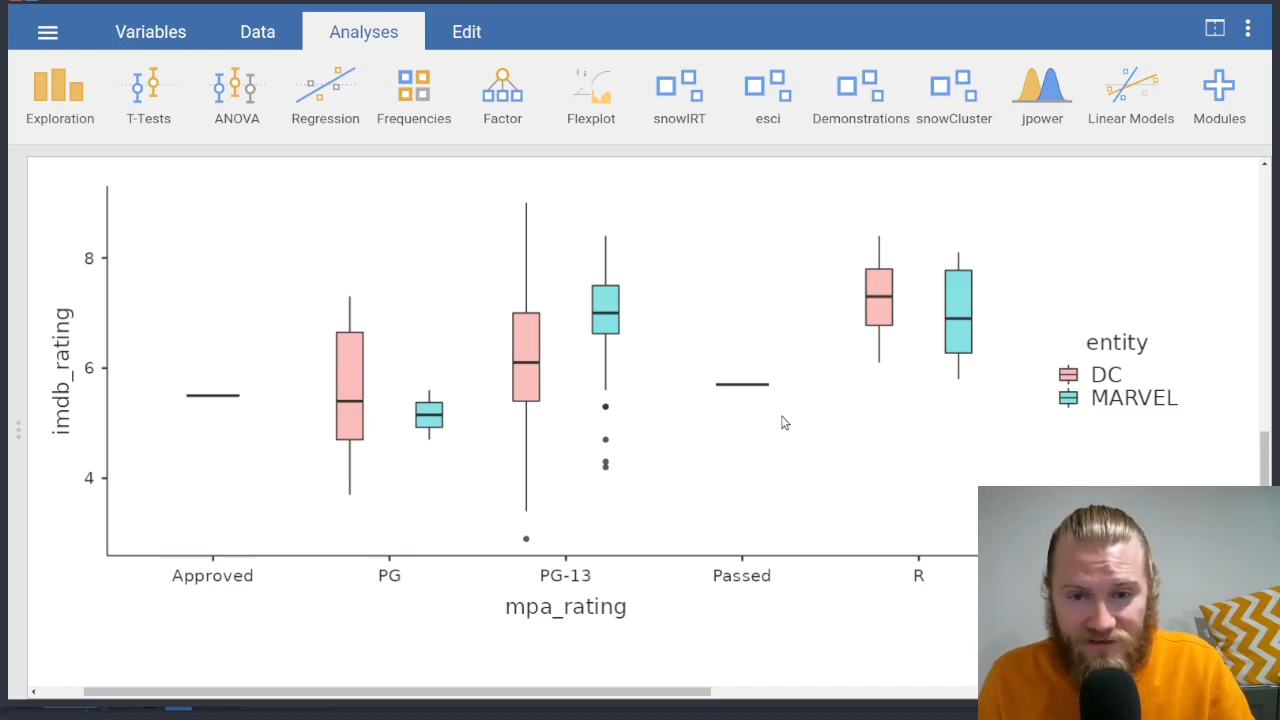 Variables Data Analyses Edit
Exploration T-Tests ANOVA Regression Frequencies Factor Flexplot snowIRT esci Demonstrations snowCluster jpower Linear Models Modules
8
6
4
imdb_rating
entity
DC
MARVEL
Approved PG PG-13 Passed R
mpa_rating